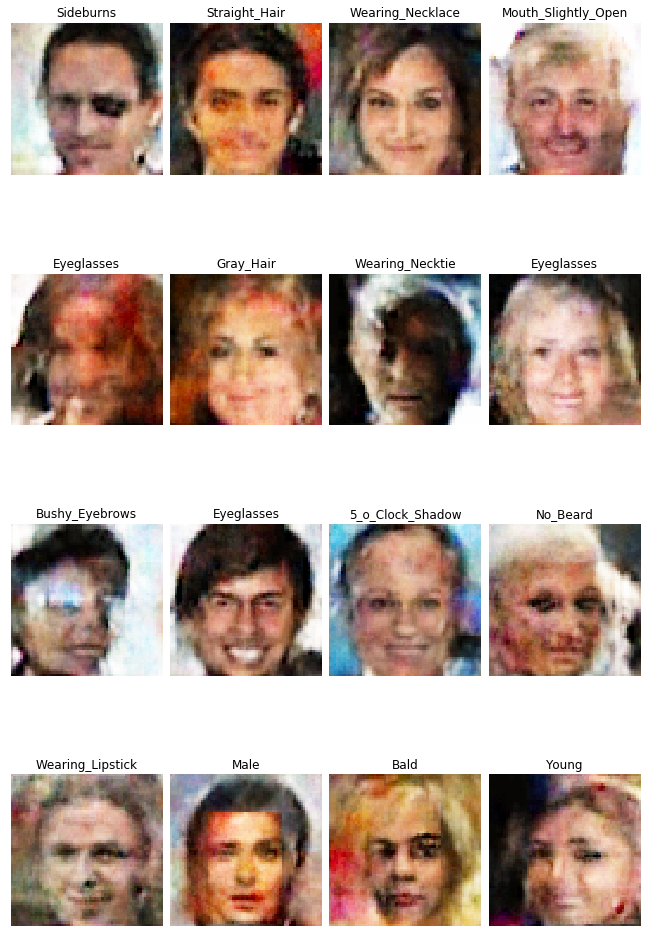 Sideburns
Straight_Hair
Wearing_Necklace
Mouth_Slightly_Open
Eyeglasses
Gray_Hair
Wearing_Necktie
Eyeglasses
Bushy_Eyebrows
Eyeglasses
5_o_Clock_Shadow
No_Beard
Wearing_Lipstick
Male
Bald
Young